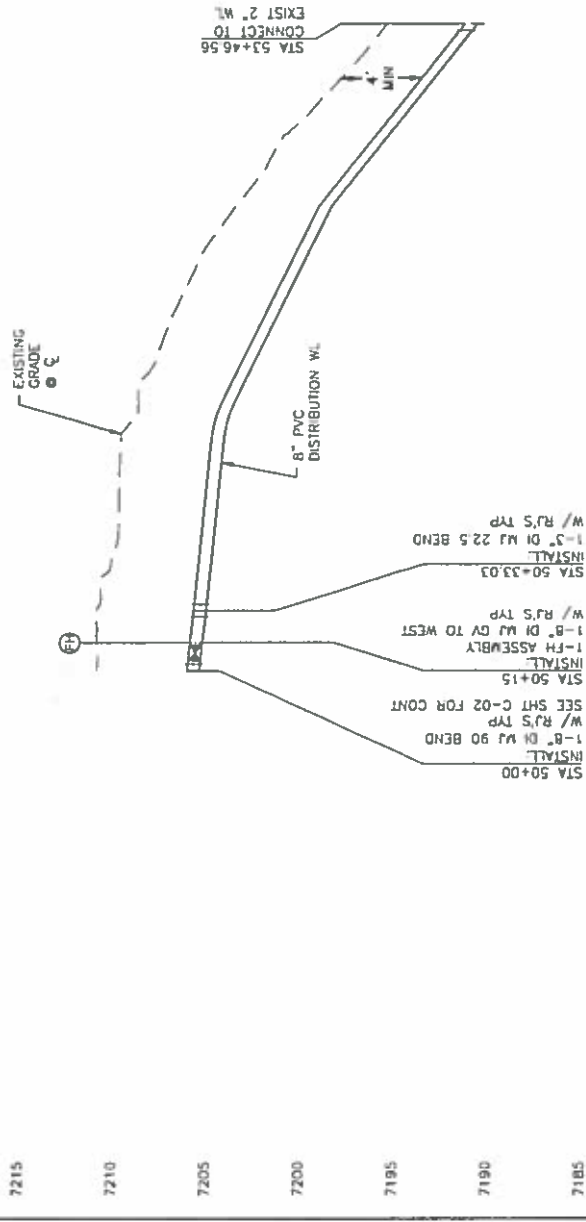 7215
7210
7205
7200
7195
7190
7185
FH
EXISTING
GRADE
@ ℄
8" PVC
DISTRIBUTION WL
4'
MIN
STA 53+46.56
CONNECT TO
EXIST 2" WL
STA 50+00
INSTALL:
1-8" DI MJ 90 BEND
W/ RJ'S TYP
SEE SHT C-02 FOR CONT
STA 50+15
INSTALL:
1-FH ASSEMBLY
1-8" DI MJ GV TO WEST
W/ RJ'S TYP
STA 50+33.03
INSTALL:
1-3" DI MJ 22.5 BEND
W/ RJ'S TYP